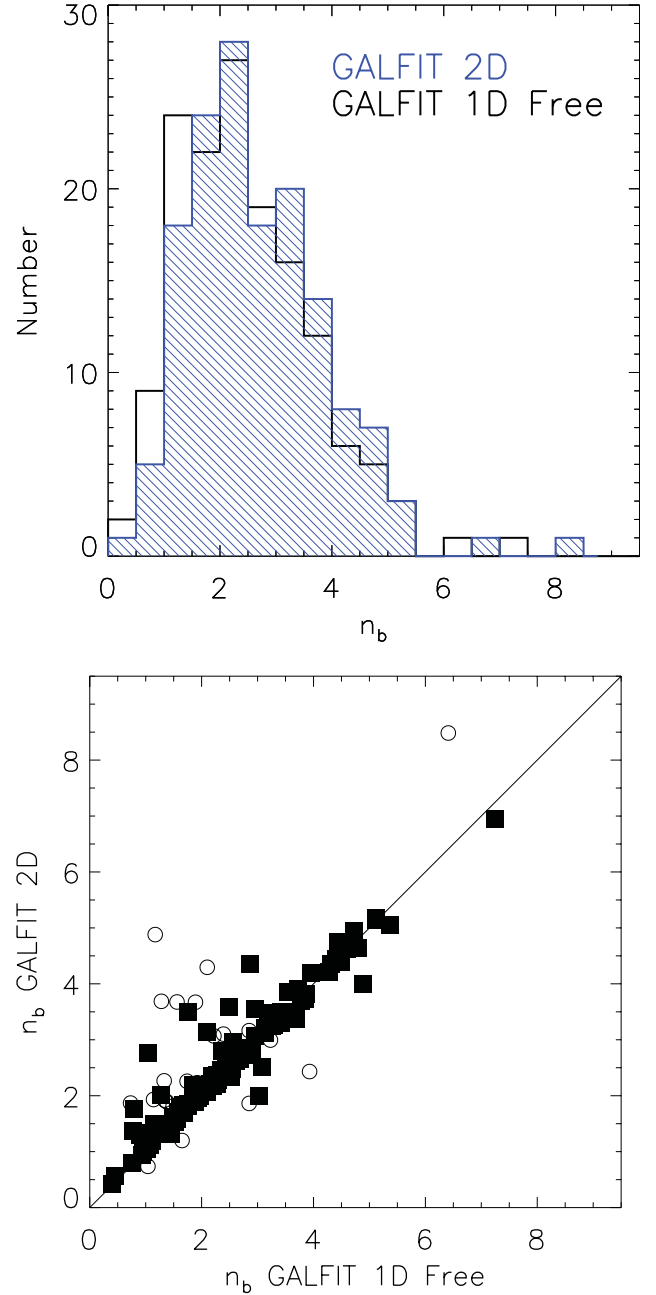 30
20
10
0
Number
GALFIT 2D
GALFIT 1D Free
0 2 4 6 8
n_b
8
6
4
2
0
n_b GALFIT 2D
0 2 4 6 8
n_b GALFIT 1D Free